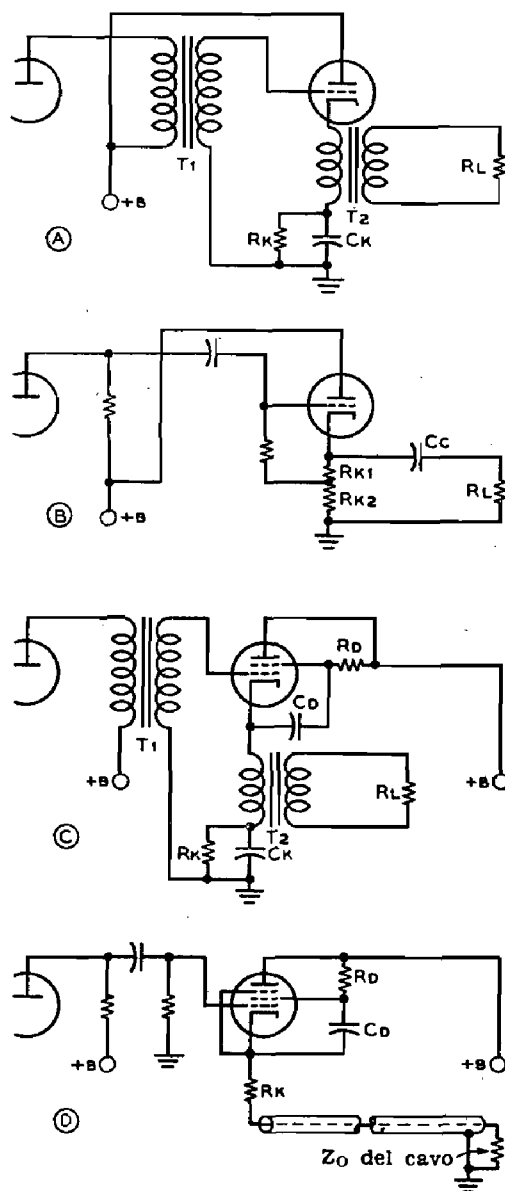 T1
T2
RL
+B
RK
CK
A
CC
RK1
RK2
RL
+B
B
RD
CD
T1
+B
+B
RL
T2
RK
CK
C
RD
CD
+B
+B
RK
D
ZO del cavo